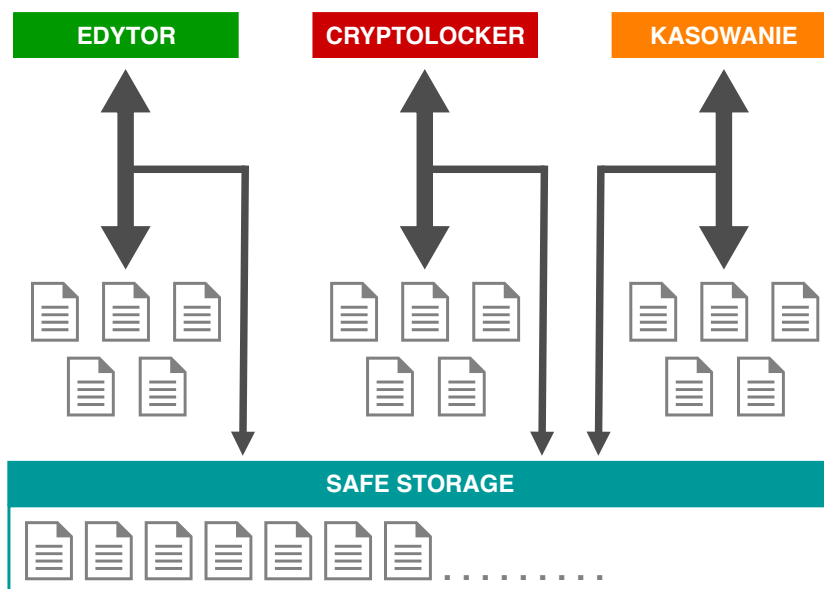 EDYTOR
CRYPTOLOCKER
KASOWANIE
SAFE STORAGE
. . . . . . . . .